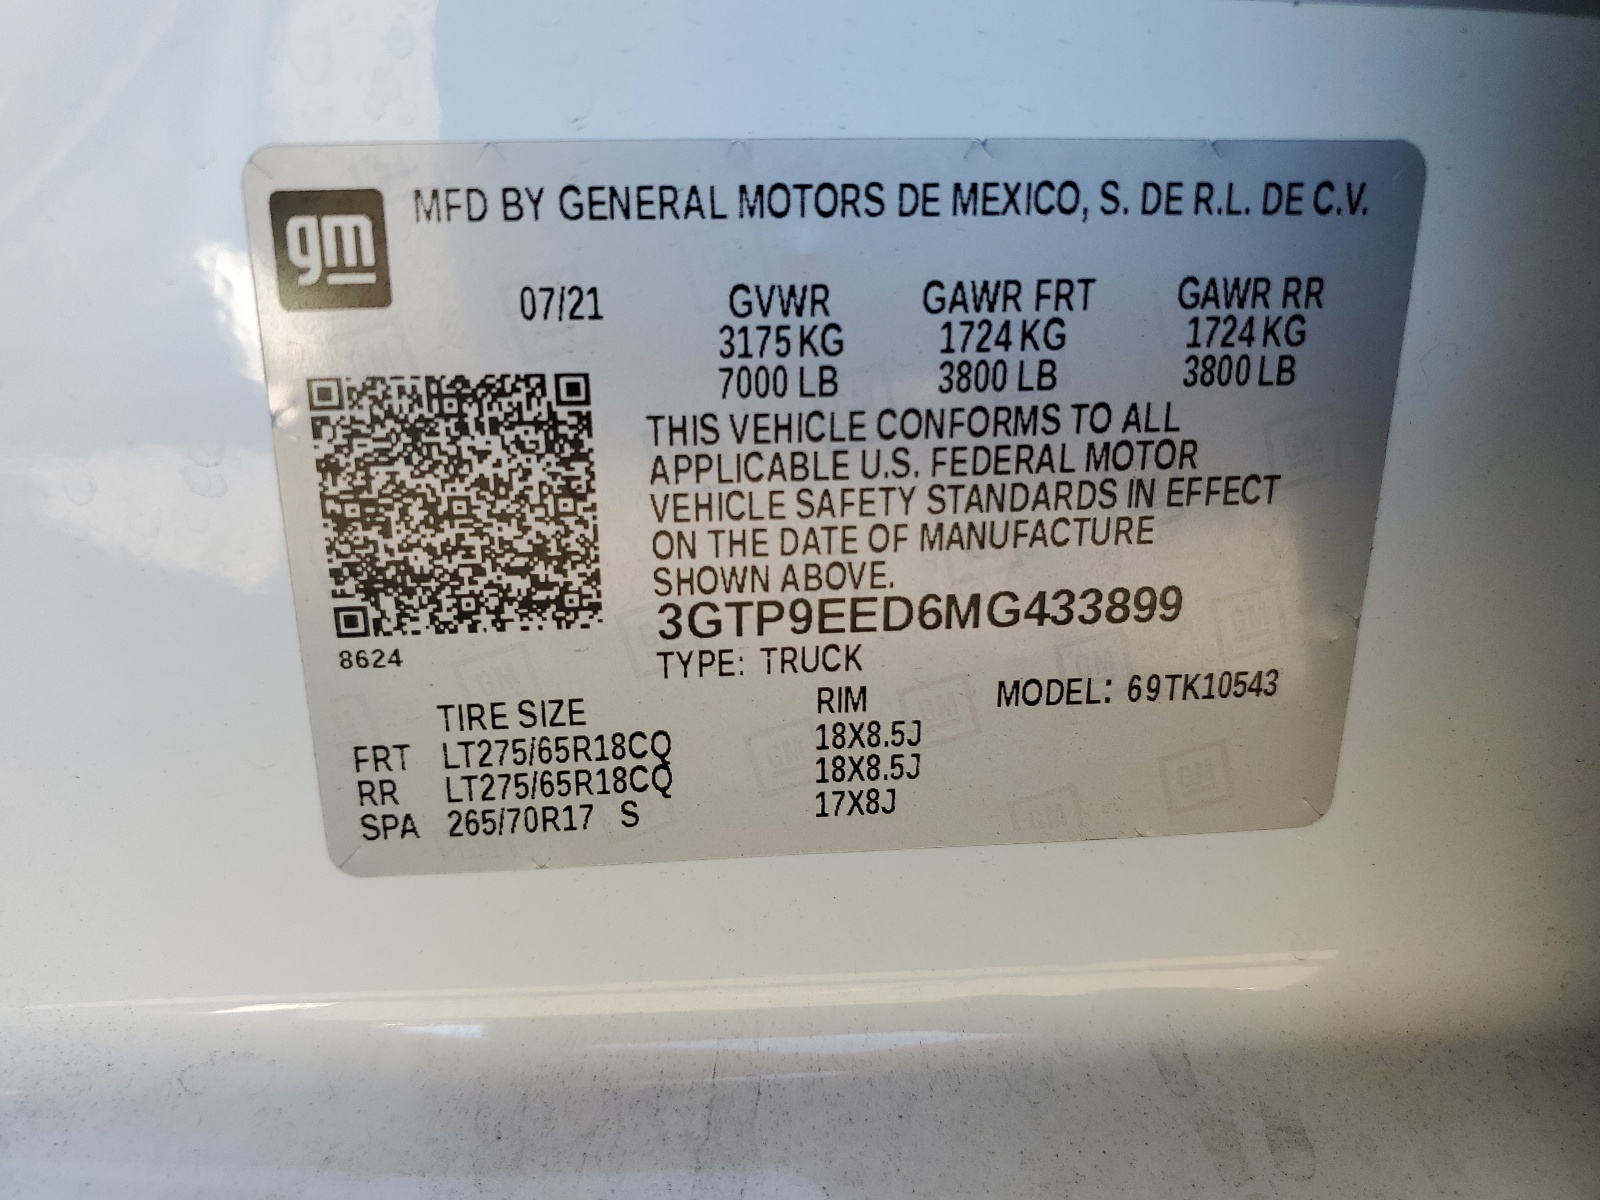 gm
MFD BY GENERAL MOTORS DE MEXICO, S. DE R.L. DE C.V.
07/21 GVWR GAWR FRT GAWR RR
3175 KG 1724 KG 1724 KG
7000 LB 3800 LB 3800 LB
THIS VEHICLE CONFORMS TO ALL
APPLICABLE U.S. FEDERAL MOTOR
VEHICLE SAFETY STANDARDS IN EFFECT
ON THE DATE OF MANUFACTURE
SHOWN ABOVE.
3GTP9EED6MG433899
8624
TYPE: TRUCK
TIRE SIZE RIM MODEL: 69TK10543
FRT LT275/65R18CQ 18X8.5J
RR LT275/65R18CQ 18X8.5J
SPA 265/70R17 S 17X8J